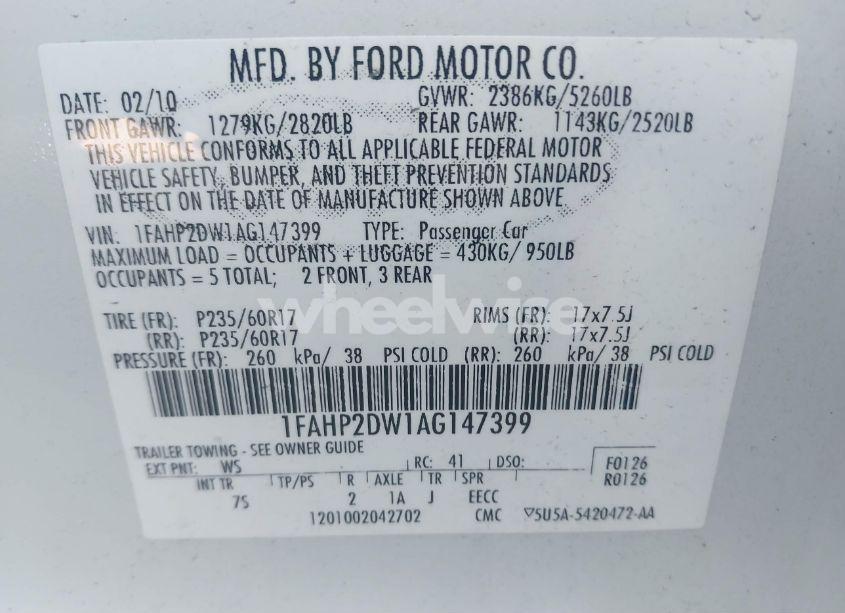 MFD. BY FORD MOTOR CO.
DATE: 02/10 GVWR: 2386KG/5260LB
FRONT GAWR: 1279KG/2820LB REAR GAWR: 1143KG/2520LB
THIS VEHICLE CONFORMS TO ALL APPLICABLE FEDERAL MOTOR
VEHICLE SAFETY, BUMPER, AND THEFT PREVENTION STANDARDS
IN EFFECT ON THE DATE OF MANUFACTURE SHOWN ABOVE
VIN: 1FAHP2DW1AG147399 TYPE: Passenger Car
MAXIMUM LOAD = OCCUPANTS + LUGGAGE = 430KG/ 950LB
OCCUPANTS = 5 TOTAL; 2 FRONT, 3 REAR
wheelwire
TIRE (FR): P235/60R17 RIMS (FR): 17x7.5J
(RR): P235/60R17 (RR): 17x7.5J
PRESSURE (FR): 260 kPa/ 38 PSI COLD (RR): 260 kPa/ 38 PSI COLD
1FAHP2DW1AG147399
TRAILER TOWING - SEE OWNER GUIDE
EXT PNT: WS RC: 41 DSO: F0126
R0126
INT TR TP/PS R AXLE TR SPR
7S 2 1A J EECC
1201002042702 CMC ▽5U5A-5420472-AA